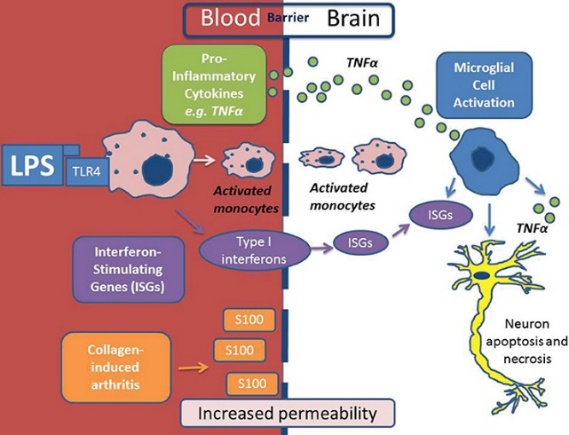 Blood Barrier Brain
Pro-
Inflammatory
Cytokines
e.g. TNFα
TNFα
Microglial
Cell
Activation
LPS
TLR4
Activated
monocytes
Activated
monocytes
ISGs
TNFα
Interferon-
Stimulating
Genes (ISGs)
Type I
interferons
ISGs
Neuron
apoptosis and
necrosis
Collagen-
induced
arthritis
S100
S100
S100
Increased permeability